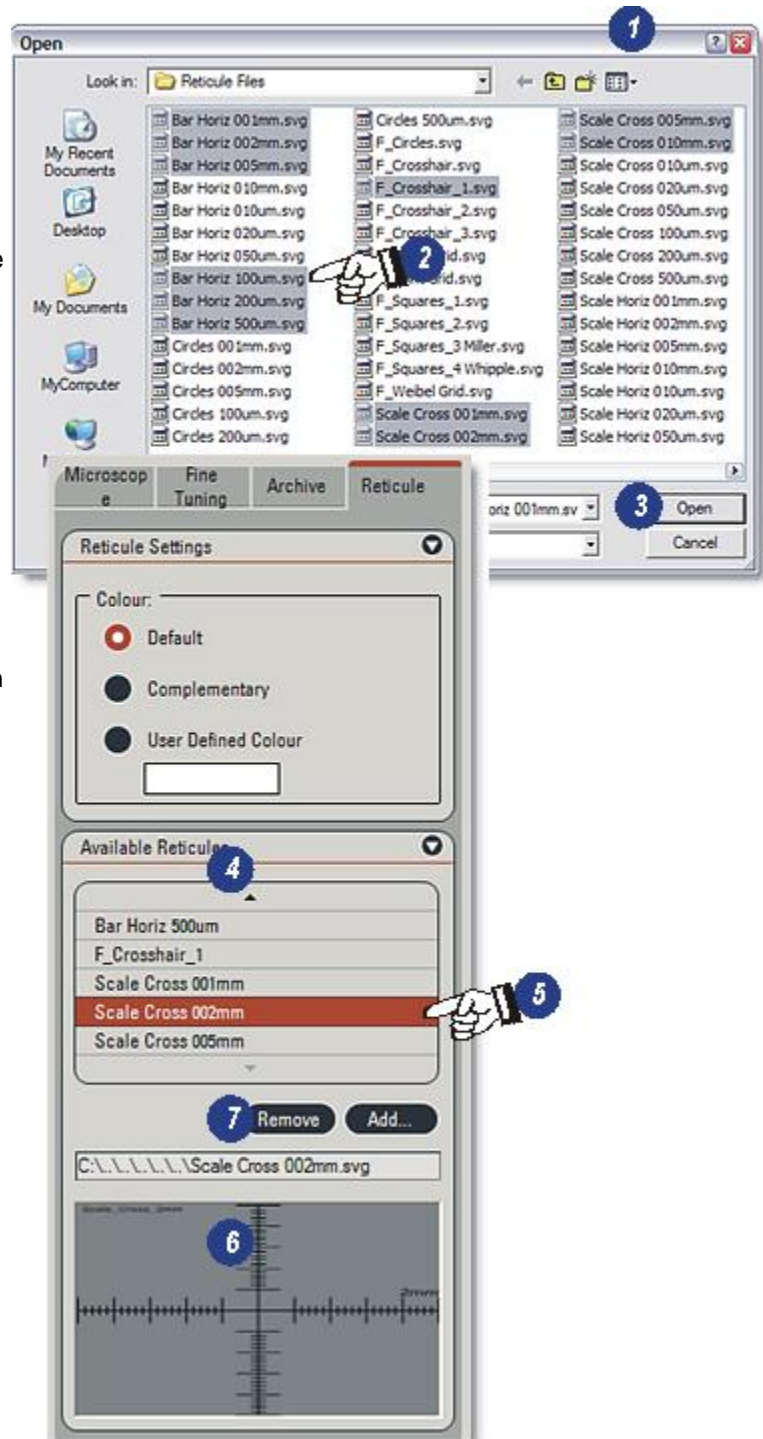 1
Open
Look in: Reticule Files
My Recent
Documents
Desktop
My Documents
MyComputer
Bar Horiz 001mm.svg
Bar Horiz 002mm.svg
Bar Horiz 005mm.svg
Bar Horiz 010mm.svg
Bar Horiz 010um.svg
Bar Horiz 020um.svg
Bar Horiz 050um.svg
Bar Horiz 100um.svg
Bar Horiz 200um.svg
Bar Horiz 500um.svg
Circles 001mm.svg
Circles 002mm.svg
Circles 005mm.svg
Circles 100um.svg
Circles 200um.svg
Circles 500um.svg
F_Circles.svg
F_Crosshair.svg
F_Crosshair_1.svg
F_Crosshair_2.svg
F_Crosshair_3.svg
id.svg
rid.svg
F_Squares_1.svg
F_Squares_2.svg
F_Squares_3 Miller.svg
F_Squares_4 Whipple.svg
F_Weibel Grid.svg
Scale Cross 001mm.svg
Scale Cross 002mm.svg
Scale Cross 005mm.svg
Scale Cross 010mm.svg
Scale Cross 010um.svg
Scale Cross 020um.svg
Scale Cross 050um.svg
Scale Cross 100um.svg
Scale Cross 200um.svg
Scale Cross 500um.svg
Scale Horiz 001mm.svg
Scale Horiz 002mm.svg
Scale Horiz 005mm.svg
Scale Horiz 010mm.svg
Scale Horiz 010um.svg
Scale Horiz 020um.svg
Scale Horiz 050um.svg
2
e
oriz 001mm.sv
3
Open
Cancel
Microscop
e
Fine
Tuning
Archive
Reticule
Reticule Settings
Colour:
Default
Complementary
User Defined Colour
Available Reticules
4
Bar Horiz 500um
F_Crosshair_1
Scale Cross 001mm
Scale Cross 002mm
Scale Cross 005mm
5
7
Remove
Add...
C:\..\..\..\..\..\Scale Cross 002mm.svg
Scale_Cross_2mm
6
2mm